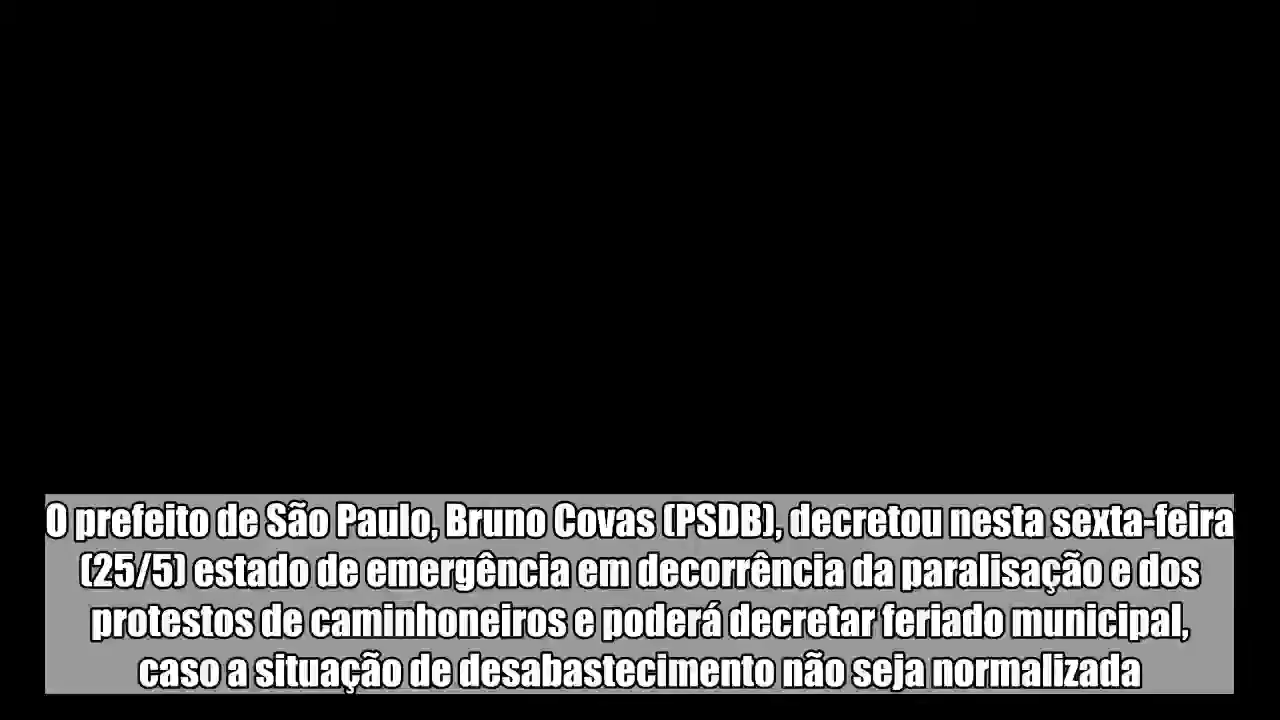 O prefeito de São Paulo, Bruno Covas (PSDB), decretou nesta sexta-feira
(25/5) estado de emergência em decorrência da paralisação e dos
protestos de caminhoneiros e poderá decretar feriado municipal,
caso a situação de desabastecimento não seja normalizada